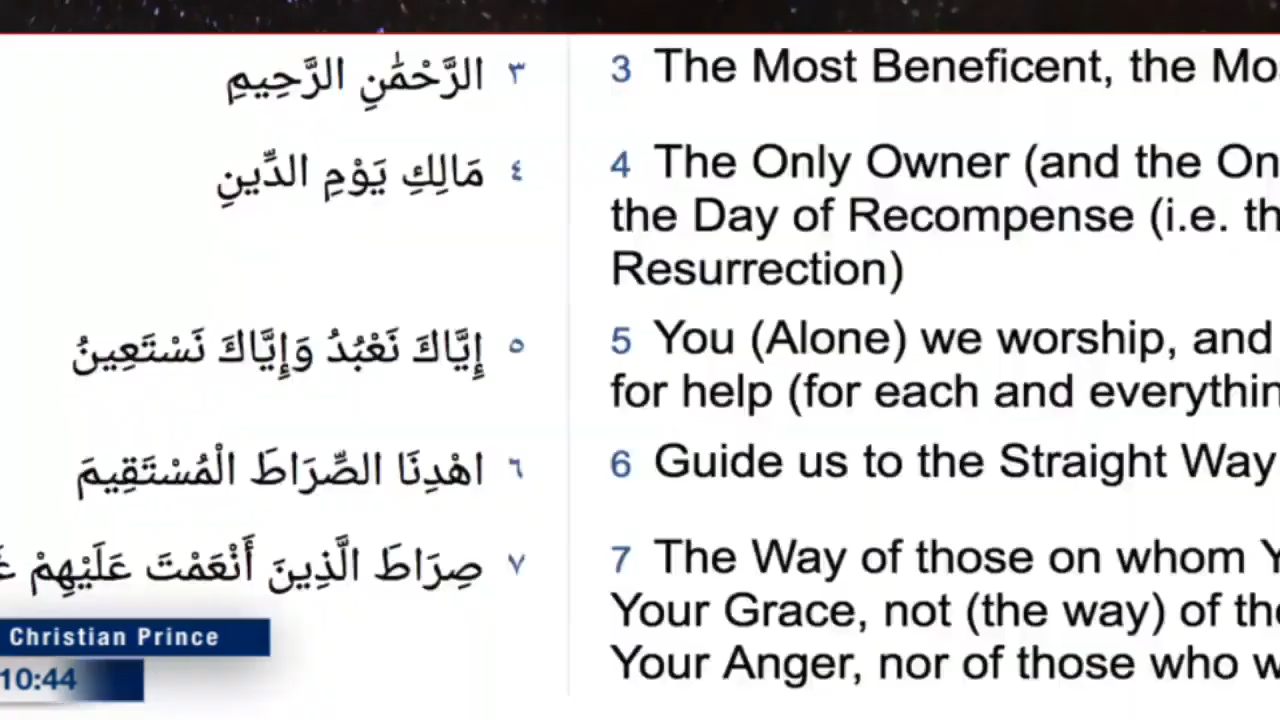 الرَّحْمَٰنِ الرَّحِيمِ ٣
3 The Most Beneficent, the Mo
مَالِكِ يَوْمِ الدِّينِ ٤
4 The Only Owner (and the On
the Day of Recompense (i.e. th
Resurrection)
إِيَّاكَ نَعْبُدُ وَإِيَّاكَ نَسْتَعِينُ ٥
5 You (Alone) we worship, and
for help (for each and everythin
اهْدِنَا الصِّرَاطَ الْمُسْتَقِيمَ ٦
6 Guide us to the Straight Way
صِرَاطَ الَّذِينَ أَنْعَمْتَ عَلَيْهِمْ ٧
7 The Way of those on whom Y
Your Grace, not (the way) of the
Your Anger, nor of those who w
Christian Prince
10:44